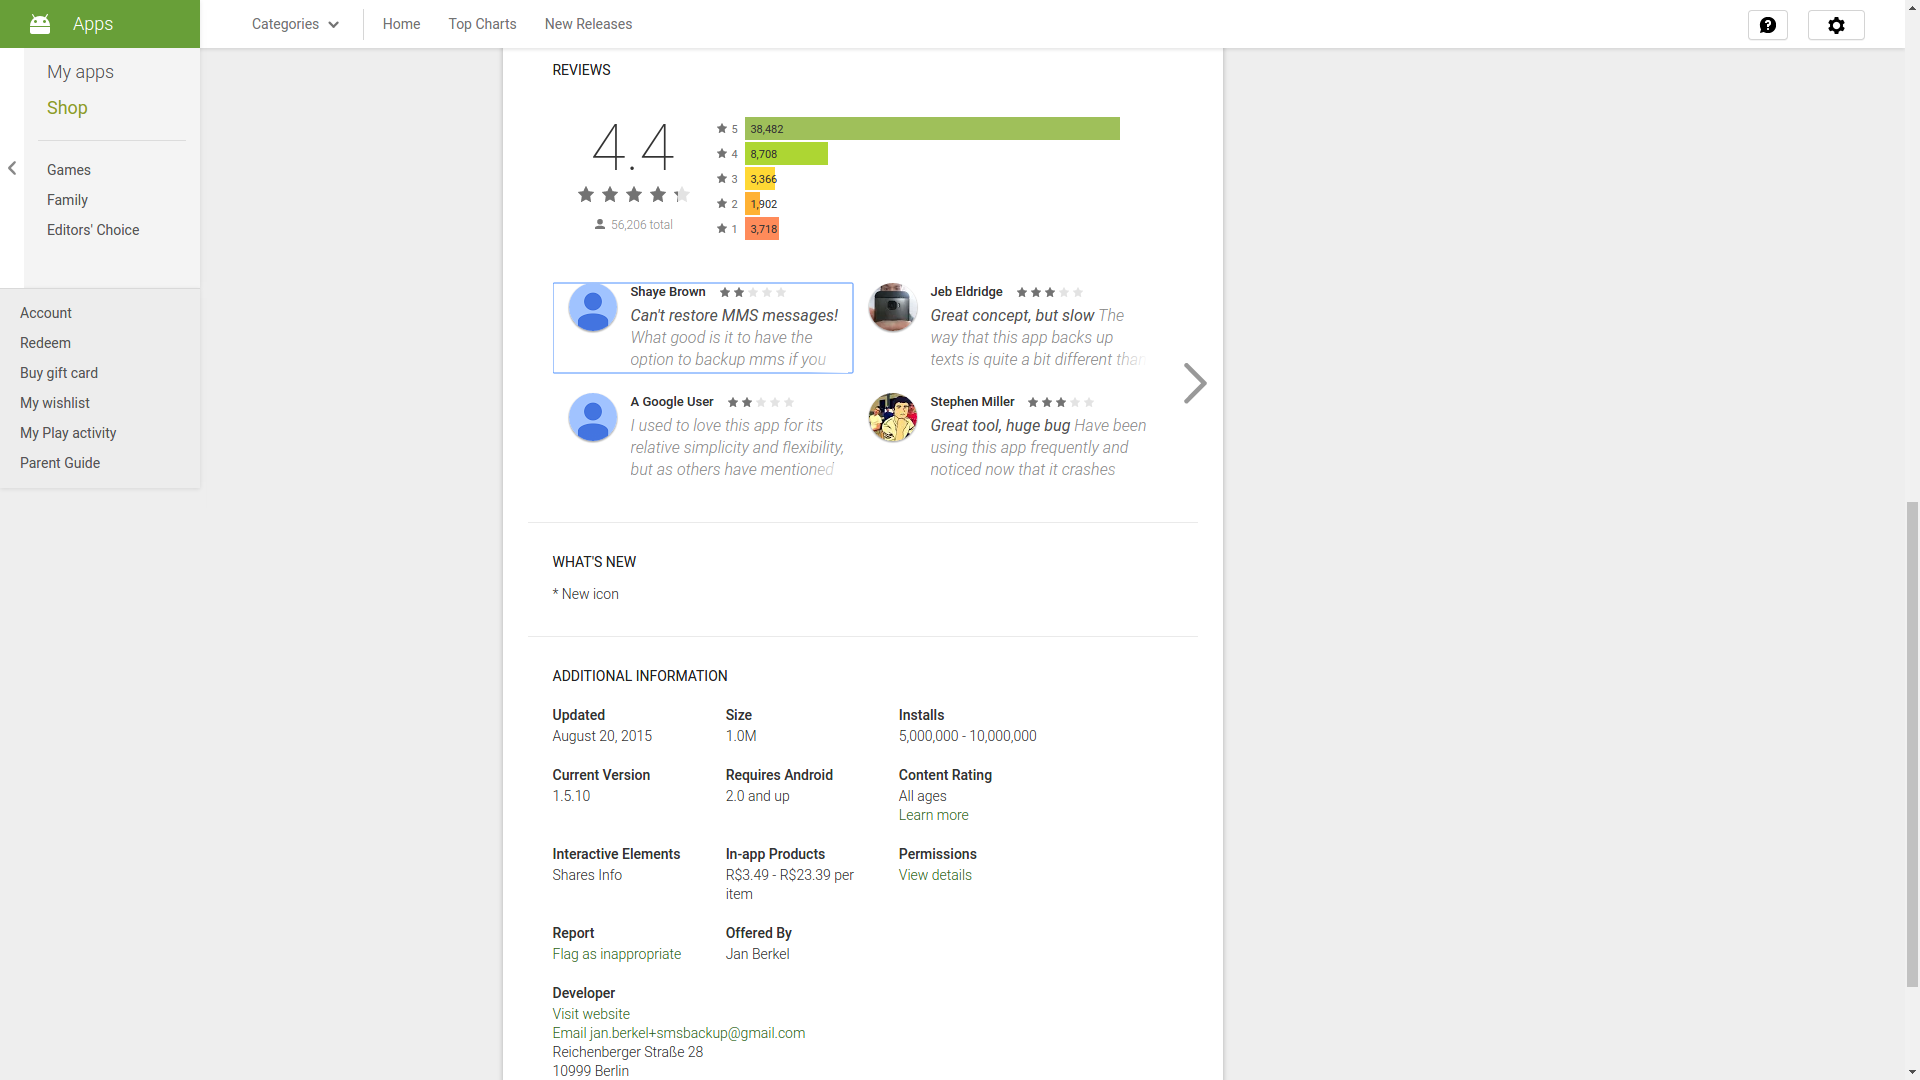 Apps
Categories
Home
Top Charts
New Releases
My apps
Shop
Games
Family
Editors' Choice
Account
Redeem
Buy gift card
My wishlist
My Play activity
Parent Guide
REVIEWS
4.4
56,206 total
5 38,482
4 8,708
3 3,366
2 1,902
1 3,718
Shaye Brown
Can't restore MMS messages!
What good is it to have the
option to backup mms if you
Jeb Eldridge
Great concept, but slow The
way that this app backs up
texts is quite a bit different than
A Google User
I used to love this app for its
relative simplicity and flexibility,
but as others have mentioned
Stephen Miller
Great tool, huge bug Have been
using this app frequently and
noticed now that it crashes
WHAT'S NEW
* New icon
ADDITIONAL INFORMATION
Updated
August 20, 2015
Size
1.0M
Installs
5,000,000 - 10,000,000
Current Version
1.5.10
Requires Android
2.0 and up
Content Rating
All ages
Learn more
Interactive Elements
Shares Info
In-app Products
R$3.49 - R$23.39 per
item
Permissions
View details
Report
Flag as inappropriate
Offered By
Jan Berkel
Developer
Visit website
Email jan.berkel+smsbackup@gmail.com
Reichenberger Straße 28
10999 Berlin